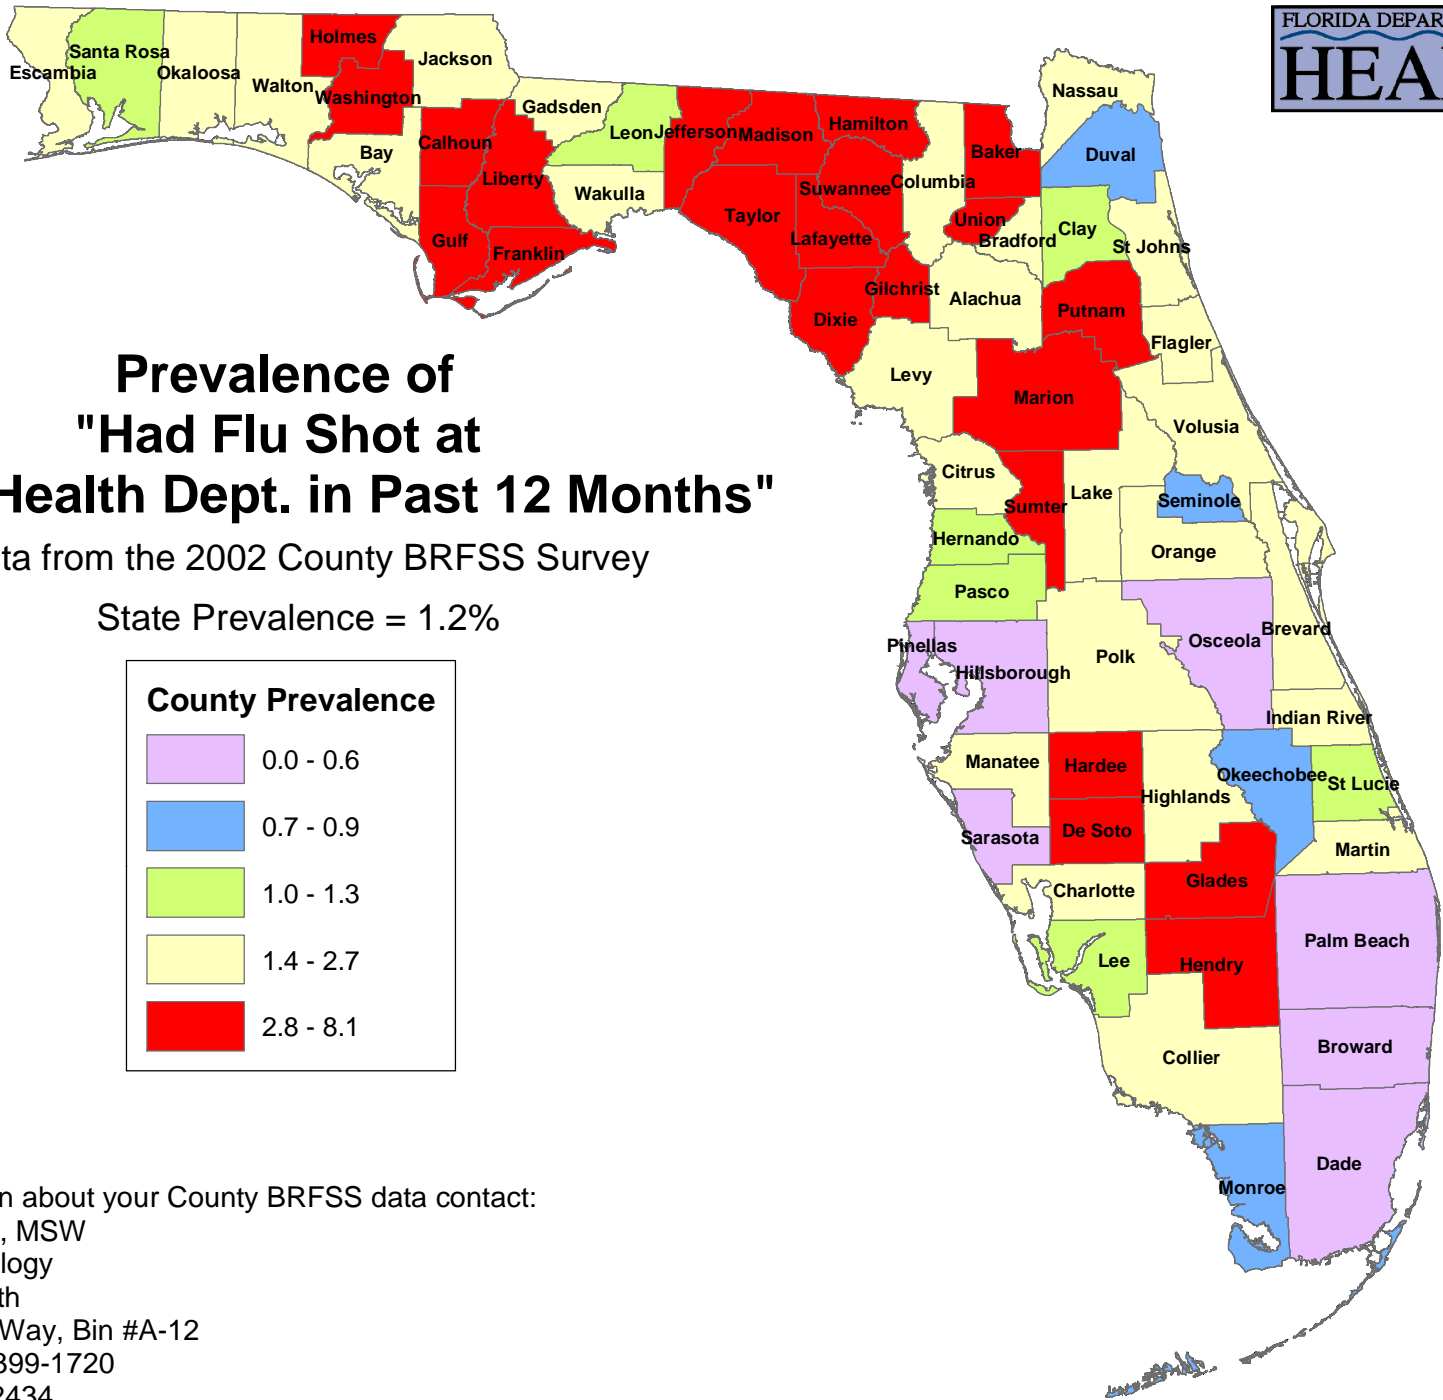 FLORIDA DEPAR
HEA
Holmes
Jackson
Santa Rosa
Escambia
Okaloosa
Walton
Washington
Nassau
Gadsden
Leon
Jefferson
Madison
Hamilton
Calhoun
Bay
Baker
Duval
Liberty
Wakulla
Suwannee
Columbia
Taylor
Union
Clay
Bradford
St Johns
Gulf
Franklin
Lafayette
Gilchrist
Alachua
Dixie
Putnam
Flagler
Prevalence of
"Had Flu Shot at
Health Dept. in Past 12 Months"
ta from the 2002 County BRFSS Survey
State Prevalence = 1.2%
Levy
Marion
Volusia
Citrus
Lake
Seminole
Sumter
Hernando
Orange
Pasco
Pinellas
Hillsborough
Polk
Osceola
Brevard
Indian River
Manatee
Hardee
Highlands
Okeechobee
St Lucie
Sarasota
De Soto
Martin
Charlotte
Glades
Lee
Hendry
Palm Beach
Collier
Broward
Monroe
Dade
County Prevalence
0.0 - 0.6
0.7 - 0.9
1.0 - 1.3
1.4 - 2.7
2.8 - 8.1
n about your County BRFSS data contact:
, MSW
logy
th
Way, Bin #A-12
399-1720
2434